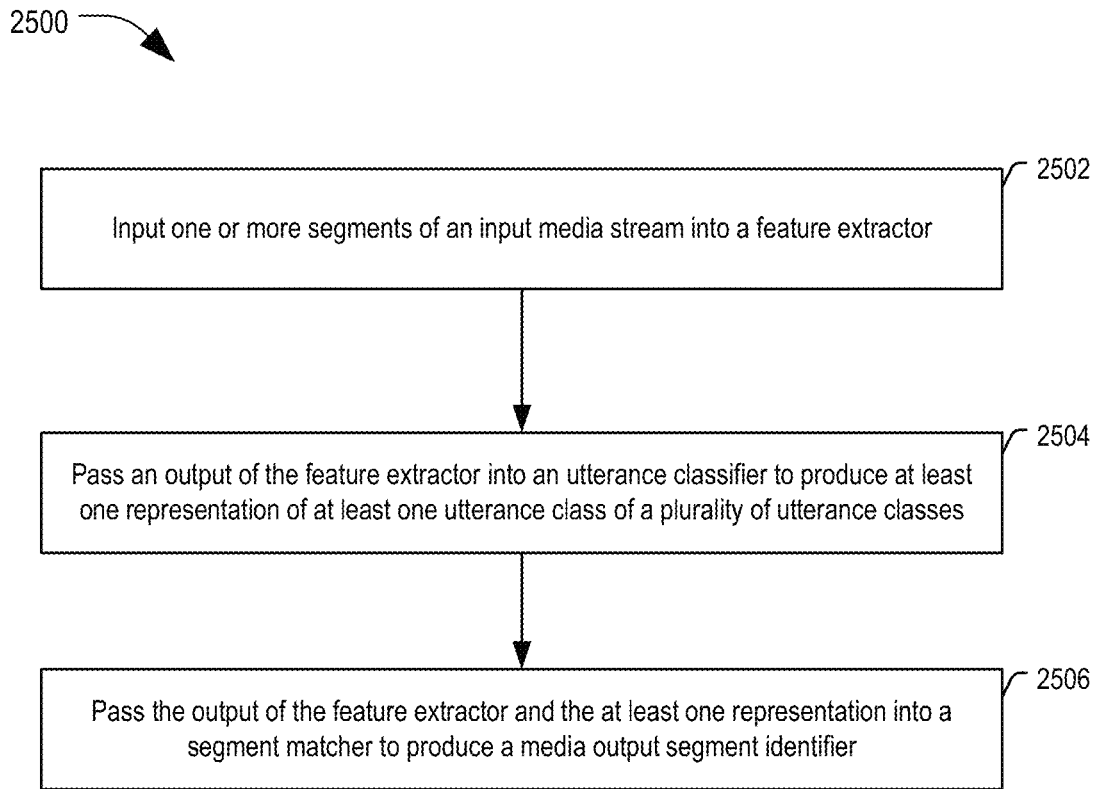 2500
2502
Input one or more segments of an input media stream into a feature extractor
2504
Pass an output of the feature extractor into an utterance classifier to produce at least
one representation of at least one utterance class of a plurality of utterance classes
2506
Pass the output of the feature extractor and the at least one representation into a
segment matcher to produce a media output segment identifier